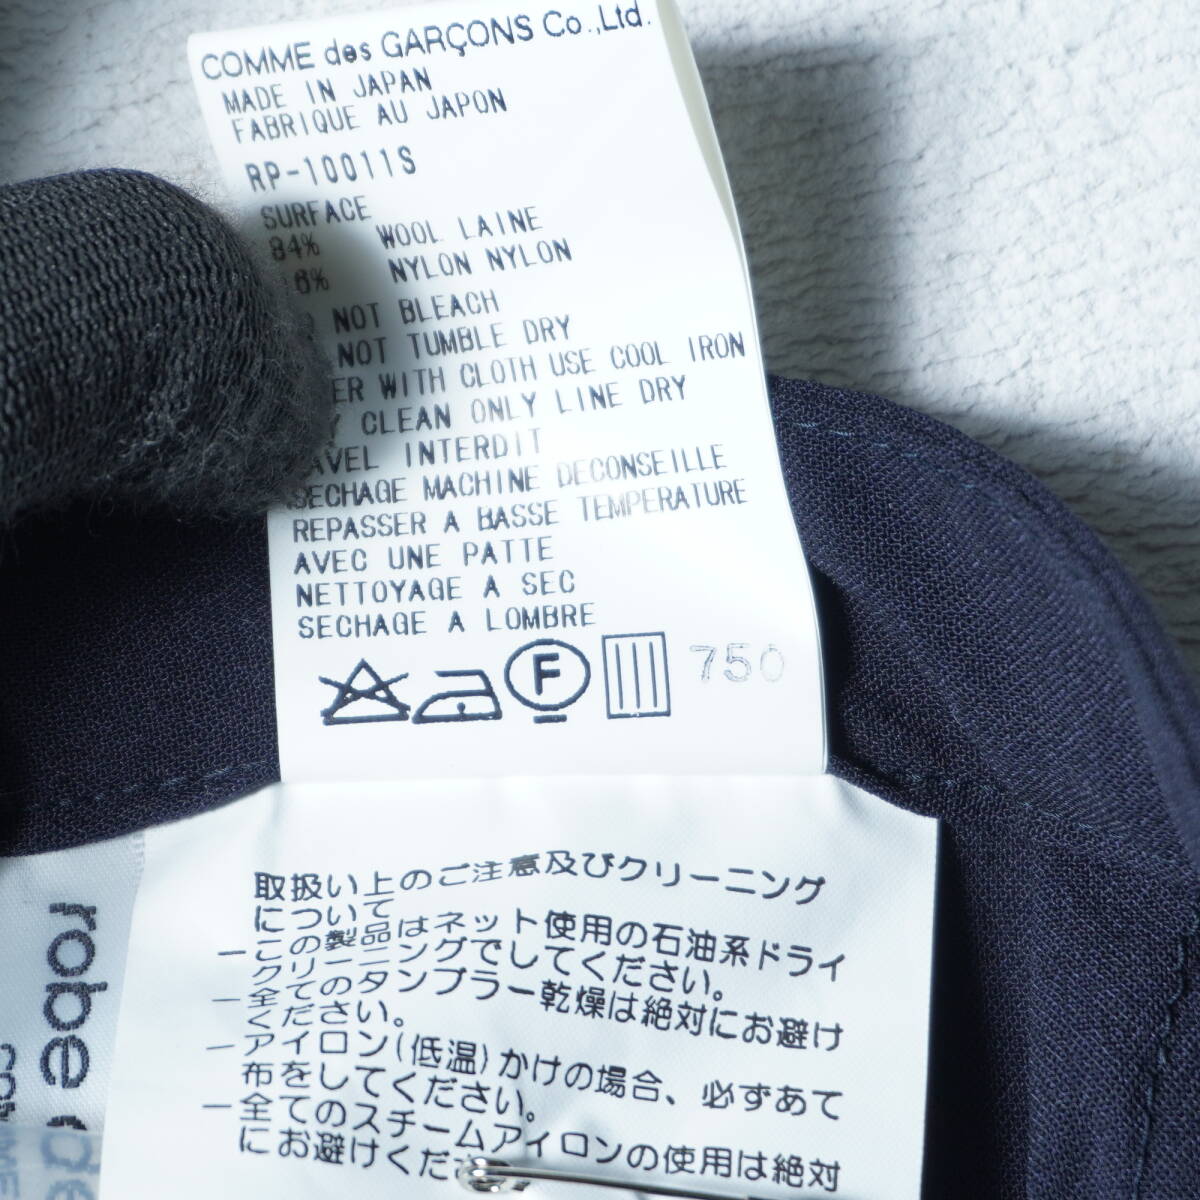 COMME des GARÇONS Co.,Ltd.
MADE IN JAPAN
FABRIQUE AU JAPON
RP-10011S
SURFACE
84% WOOL LAINE
6% NYLON NYLON
NOT BLEACH
NOT TUMBLE DRY
ER WITH CLOTH USE COOL IRON
CLEAN ONLY LINE DRY
AVEL INTERDIT
SECHAGE MACHINE DECONSEILLE
REPASSER A BASSE TEMPERATURE
AVEC UNE PATTE
NETTOYAGE A SEC
SECHAGE A LOMBRE
F
750
取扱い上のご注意及びクリーニング
について
−この製品はネット使用の石油系ドライ
クリーニングでしてください。
−全てのタンブラー乾燥は絶対にお避け
ください。
−アイロン(低温)かけの場合、必ずあて
布をしてください。
−全てのスチームアイロンの使用は絶対
にお避けくださ
robe